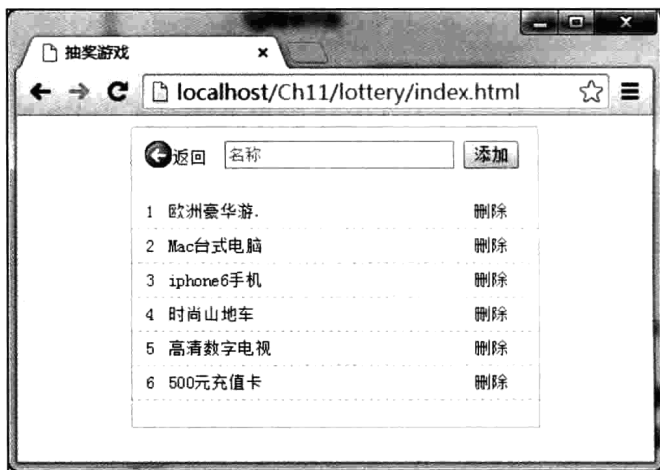 抽奖游戏
localhost/Ch11/lottery/index.html
返回 名称 添加
1 欧洲豪华游. 删除
2 Mac台式电脑 删除
3 iphone6手机 删除
4 时尚山地车 删除
5 高清数字电视 删除
6 500元充值卡 删除